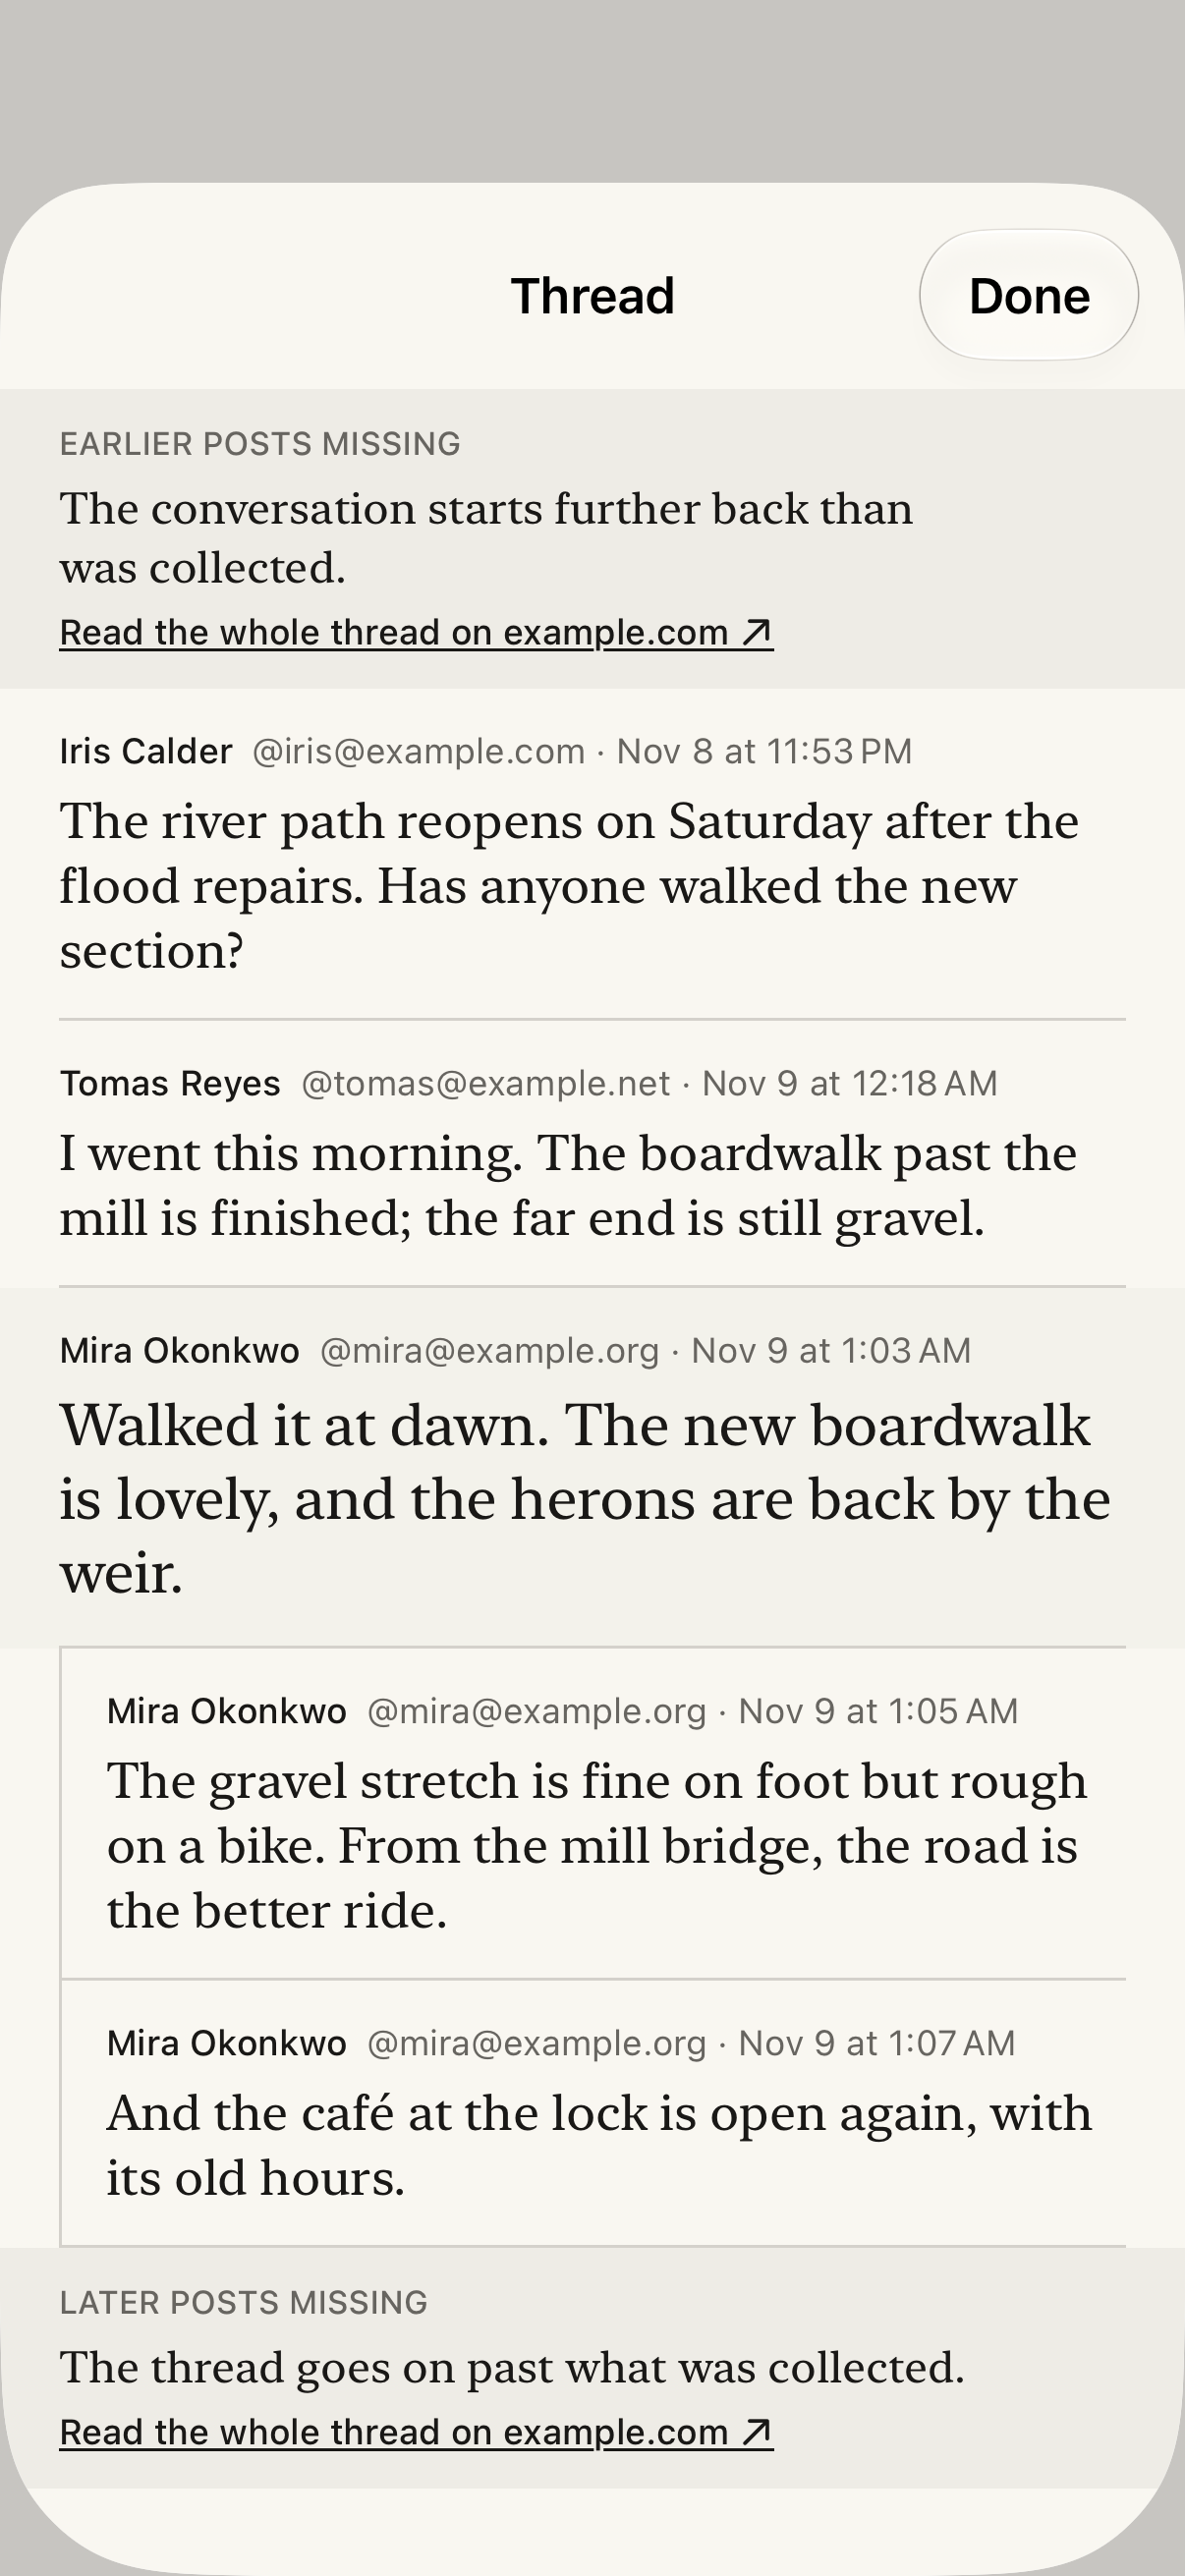 Thread
Done
EARLIER POSTS MISSING
The conversation starts further back than
was collected.
Read the whole thread on example.com ↗
Iris Calder @iris@example.com · Nov 8 at 11:53 PM
The river path reopens on Saturday after the
flood repairs. Has anyone walked the new
section?
Tomas Reyes @tomas@example.net · Nov 9 at 12:18 AM
I went this morning. The boardwalk past the
mill is finished; the far end is still gravel.
Mira Okonkwo @mira@example.org · Nov 9 at 1:03 AM
Walked it at dawn. The new boardwalk
is lovely, and the herons are back by the
weir.
Mira Okonkwo @mira@example.org · Nov 9 at 1:05 AM
The gravel stretch is fine on foot but rough
on a bike. From the mill bridge, the road is
the better ride.
Mira Okonkwo @mira@example.org · Nov 9 at 1:07 AM
And the café at the lock is open again, with
its old hours.
LATER POSTS MISSING
The thread goes on past what was collected.
Read the whole thread on example.com ↗